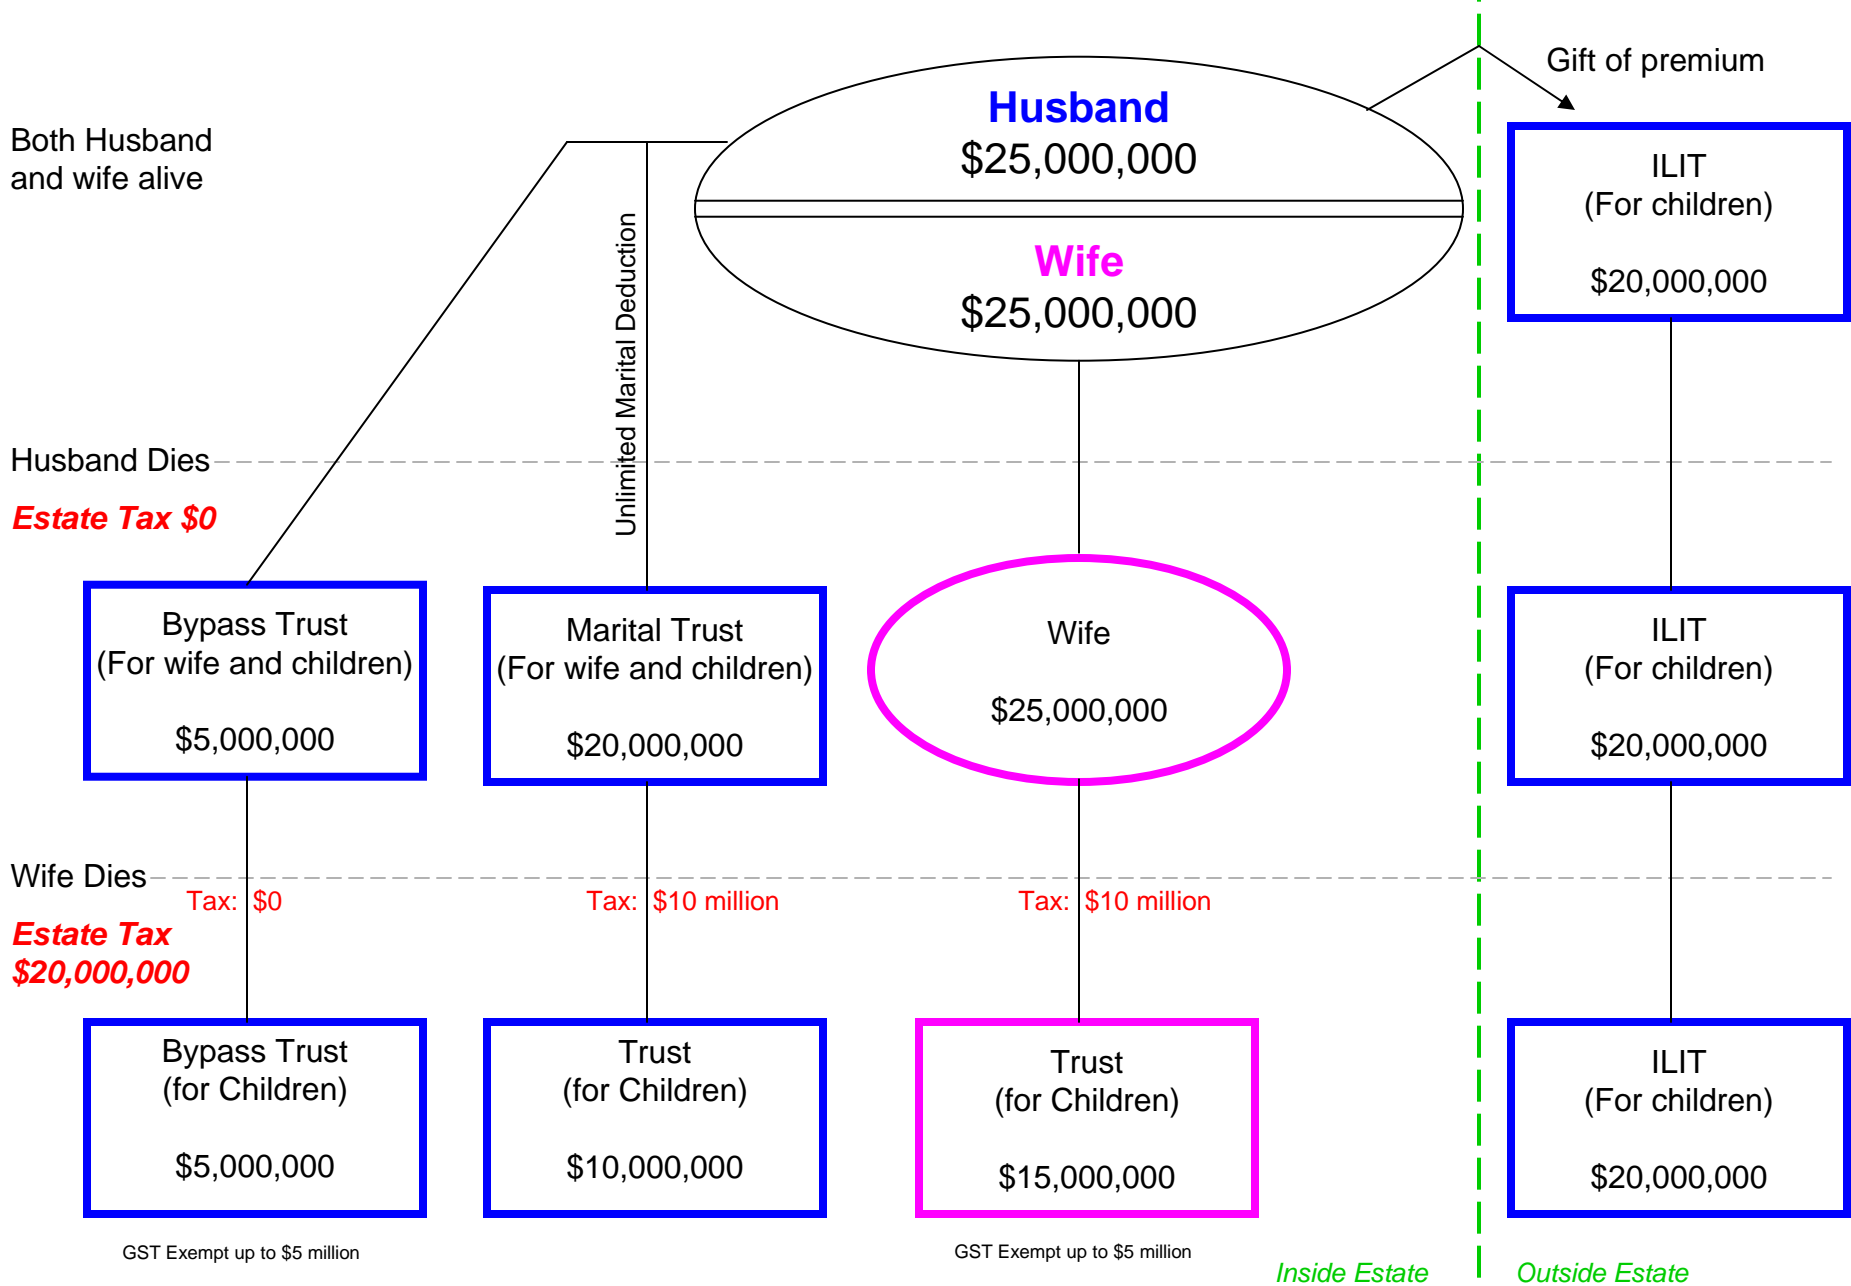 Gift of premium
Husband
$25,000,000
Both Husband
and wife alive
ILIT
(For children)
$20,000,000
Unlimited Marital Deduction
Wife
$25,000,000
Husband Dies
Estate Tax $0
Bypass Trust
(For wife and children)
$5,000,000
Marital Trust
(For wife and children)
$20,000,000
Wife
$25,000,000
ILIT
(For children)
$20,000,000
Wife Dies
Tax: $0
Tax: $10 million
Tax: $10 million
Estate Tax
$20,000,000
Bypass Trust
(for Children)
$5,000,000
Trust
(for Children)
$10,000,000
Trust
(for Children)
$15,000,000
ILIT
(For children)
$20,000,000
GST Exempt up to $5 million
GST Exempt up to $5 million
Inside Estate
Outside Estate